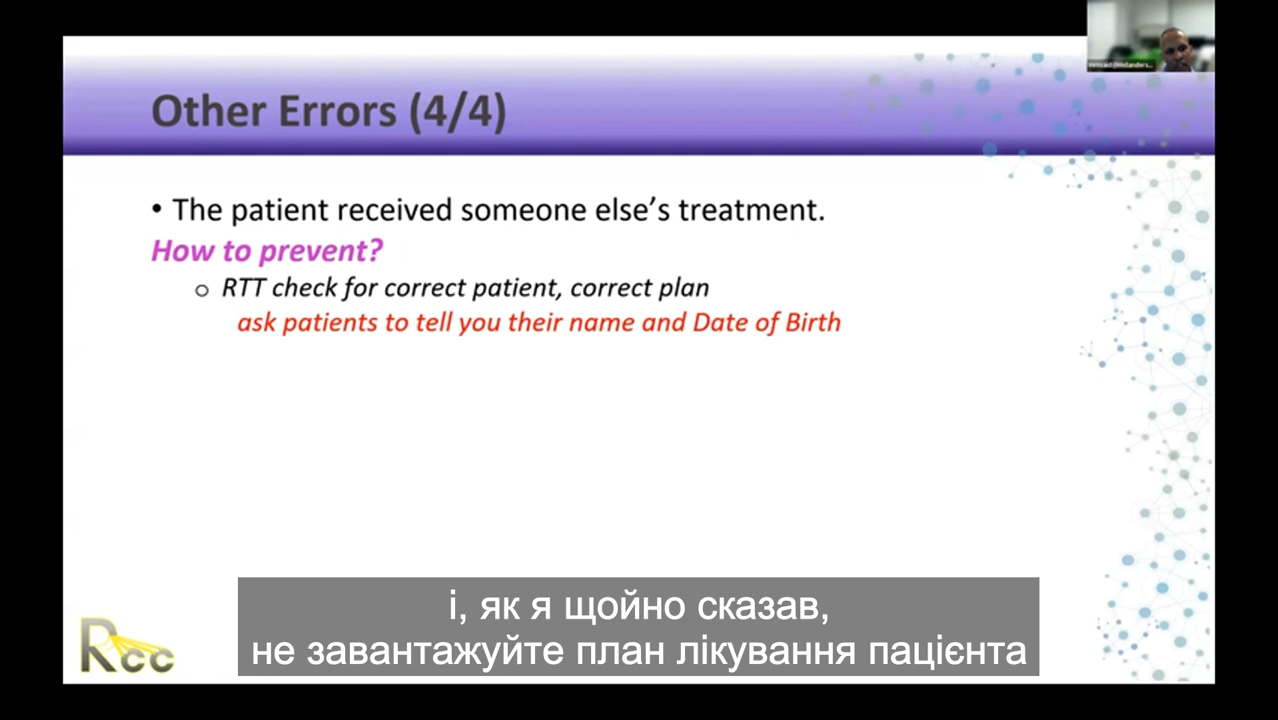 Other Errors (4/4)
• The patient received someone else's treatment.
How to prevent?
o RTT check for correct patient, correct plan
ask patients to tell you their name and Date of Birth
і, як я щойно сказав,
не завантажуйте план лікування пацієнта
Rcc